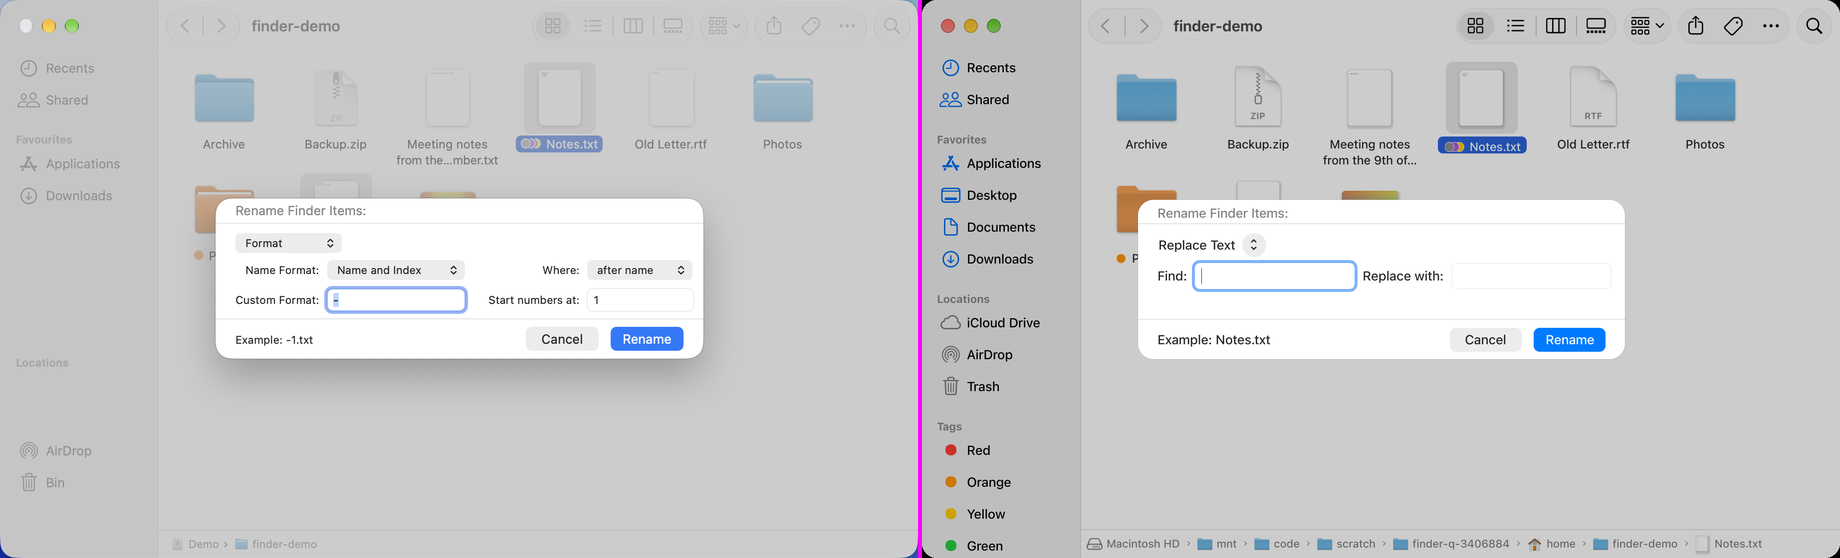 finder-demo
Recents
Shared
Favourites
Applications
Downloads
Locations
AirDrop
Bin
Archive
ZIP
Backup.zip
Meeting notes
from the...mber.txt
Notes.txt
Old Letter.rtf
Photos
P
Rename Finder Items:
Format
Name Format: Name and Index Where: after name
Custom Format: - Start numbers at: 1
Example: -1.txt Cancel Rename
Demo › finder-demo
finder-demo
Recents
Shared
Favorites
Applications
Desktop
Documents
Downloads
Locations
iCloud Drive
AirDrop
Trash
Tags
Red
Orange
Yellow
Green
Archive
ZIP
Backup.zip
Meeting notes
from the 9th of...
Notes.txt
RTF
Old Letter.rtf
Photos
P
Rename Finder Items:
Replace Text
Find: Replace with:
Example: Notes.txt Cancel Rename
Macintosh HD › mnt › code › scratch › finder-q-3406884 › home › finder-demo › Notes.txt